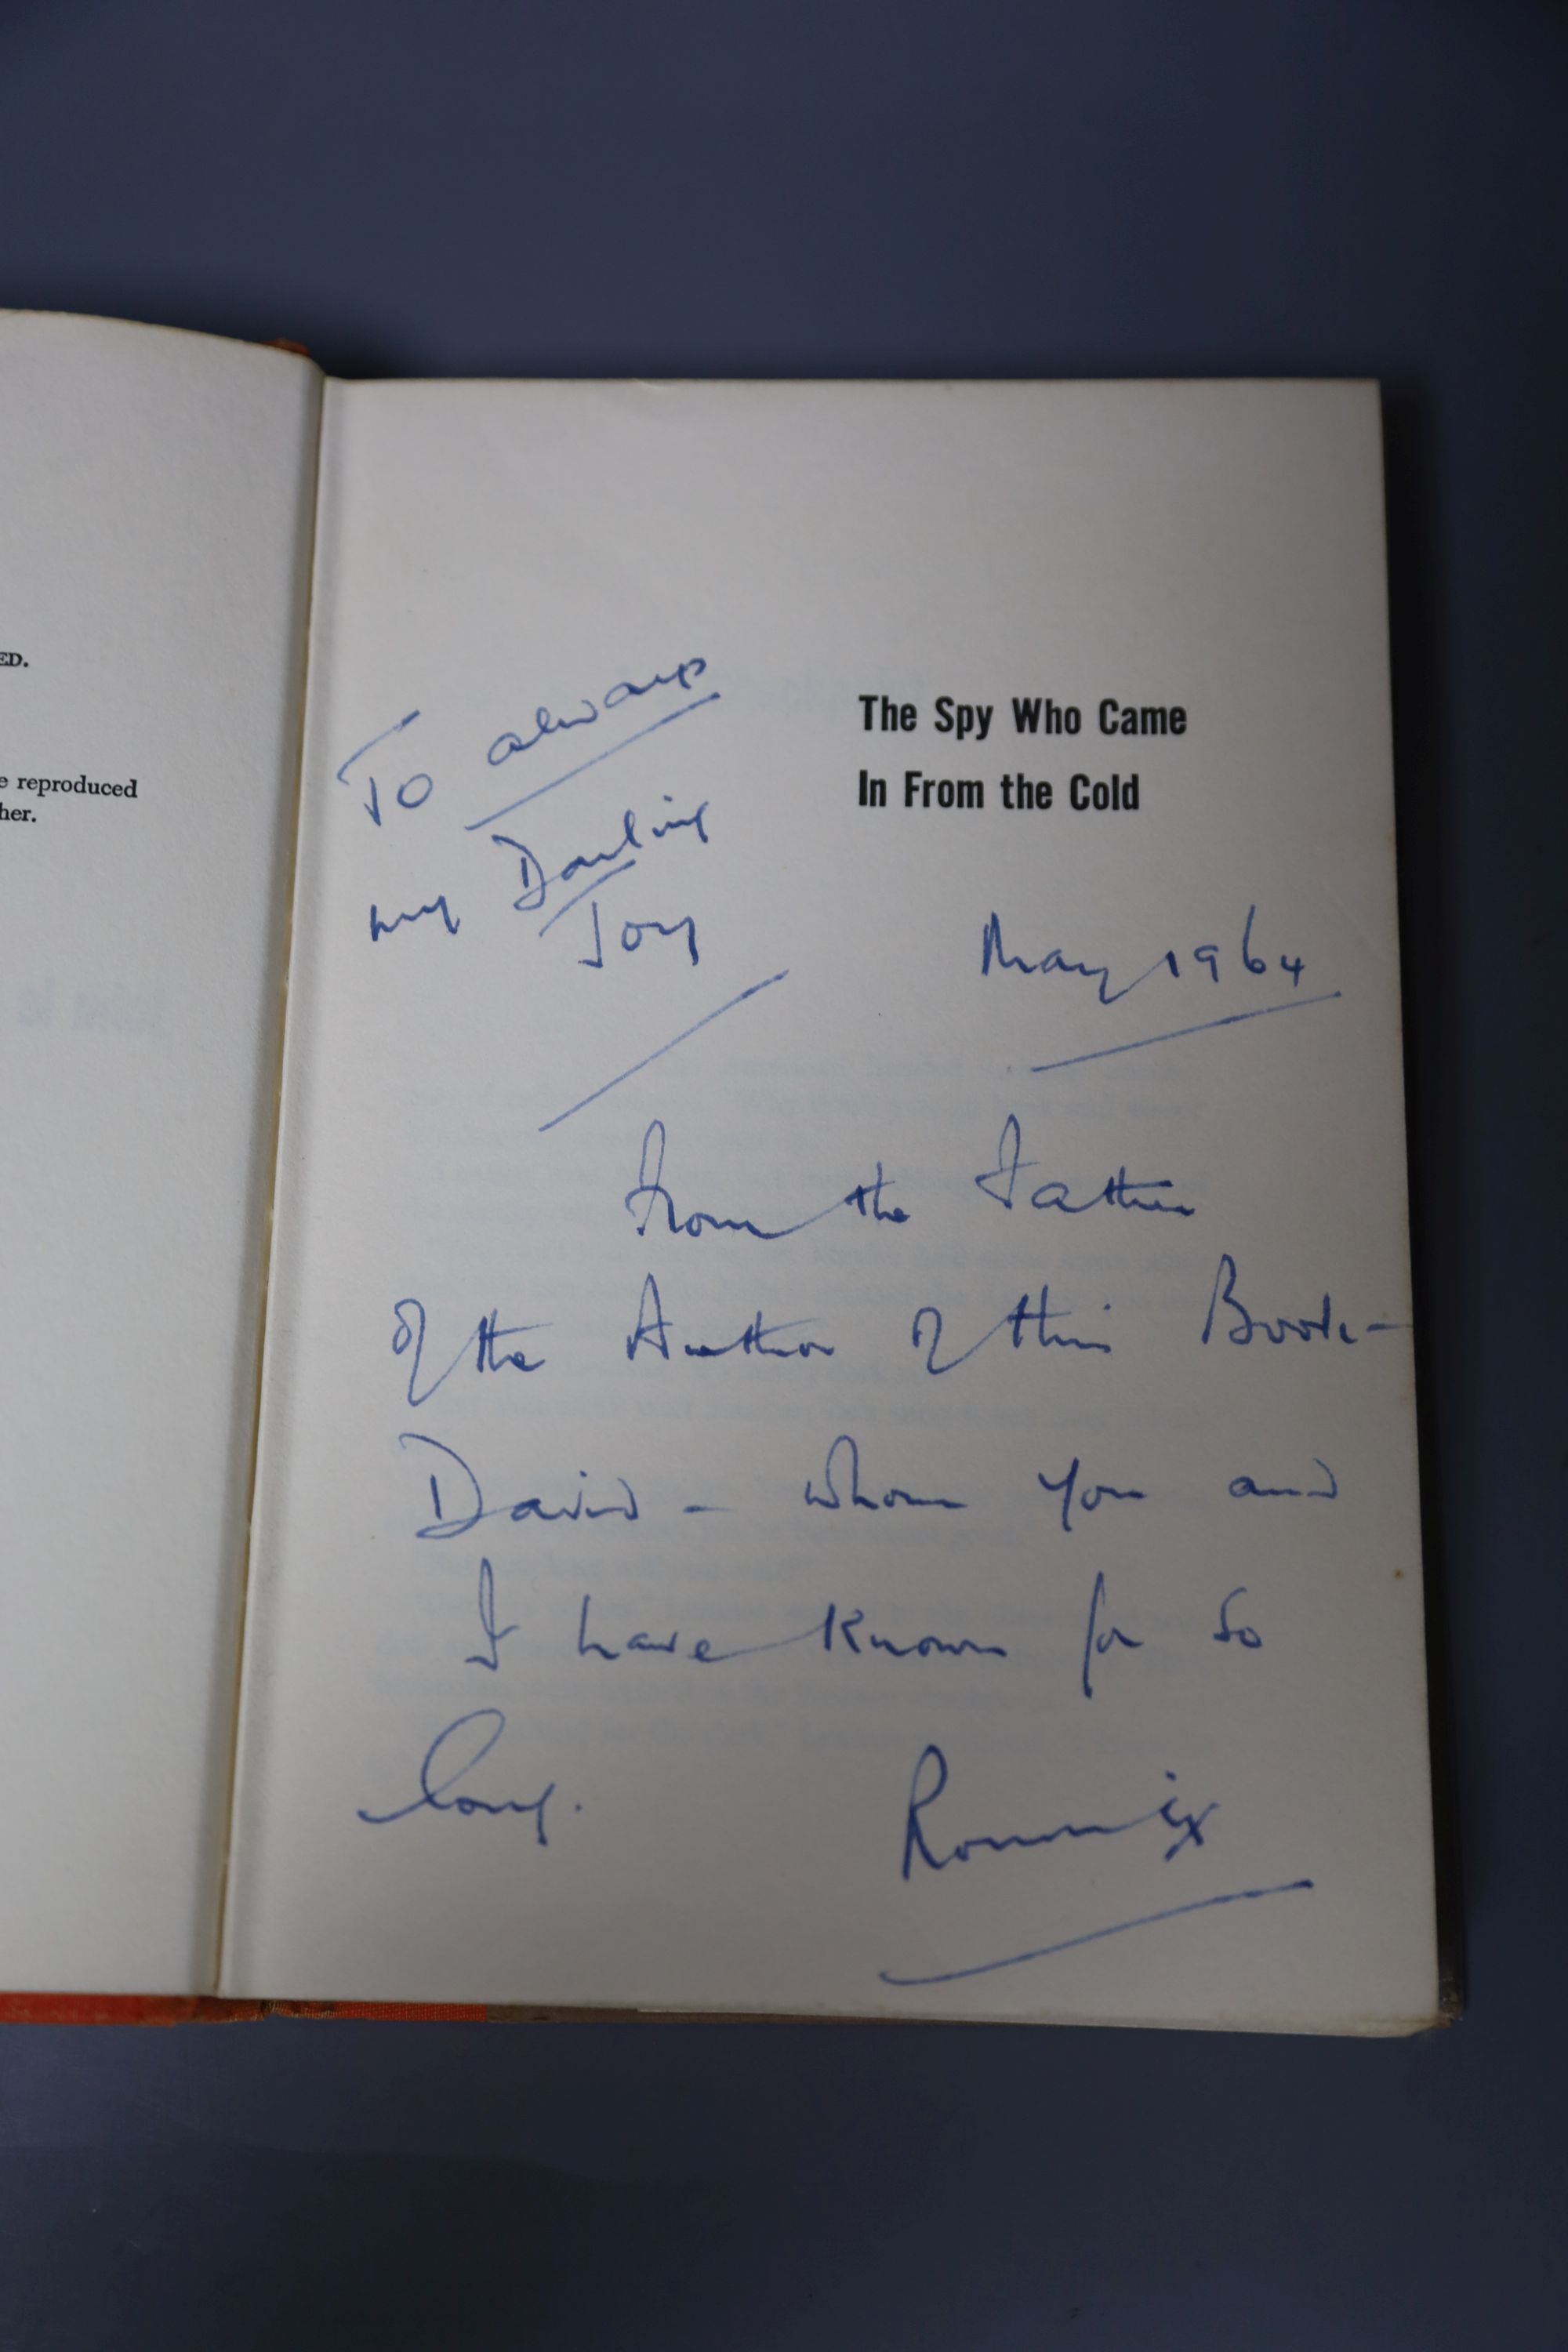 ED.
e reproduced
her.
The Spy Who Came
In From the Cold
To always
my Darling
Joy
May 1964
from the Father
of the Author of this Book -
David - whom you and
I have known for so
long.
Ronnie x